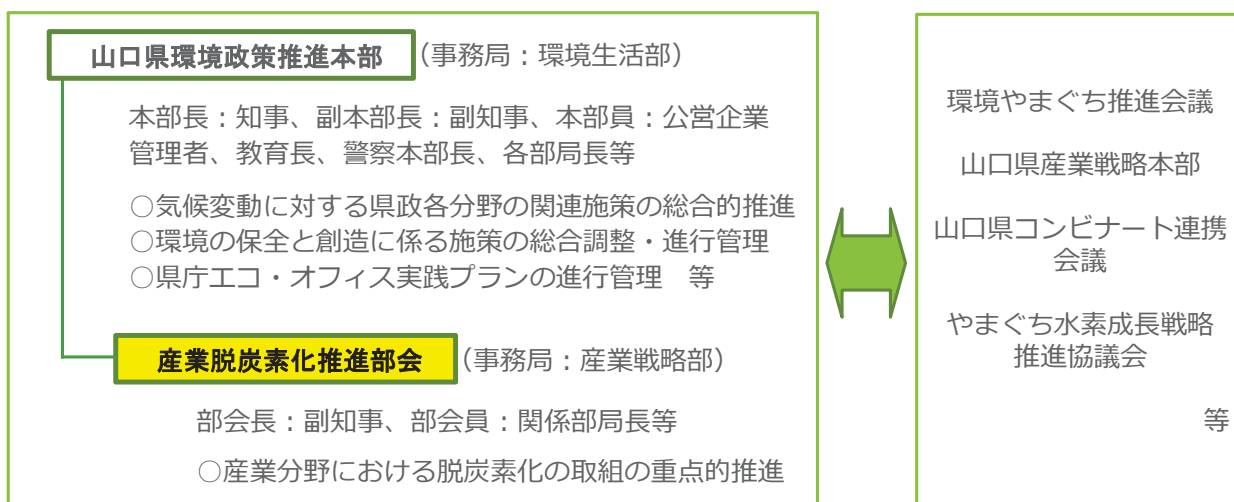 山口県環境政策推進本部 (事務局：環境生活部)
本部長：知事、副本部長：副知事、本部員：公営企業
管理者、教育長、警察本部長、各部局長等
○気候変動に対する県政各分野の関連施策の総合的推進
○環境の保全と創造に係る施策の総合調整・進行管理
○県庁エコ・オフィス実践プランの進行管理　等
産業脱炭素化推進部会 (事務局：産業戦略部)
部会長：副知事、部会員：関係部局長等
○産業分野における脱炭素化の取組の重点的推進
環境やまぐち推進会議
山口県産業戦略本部
山口県コンビナート連携
会議
やまぐち水素成長戦略
推進協議会
等